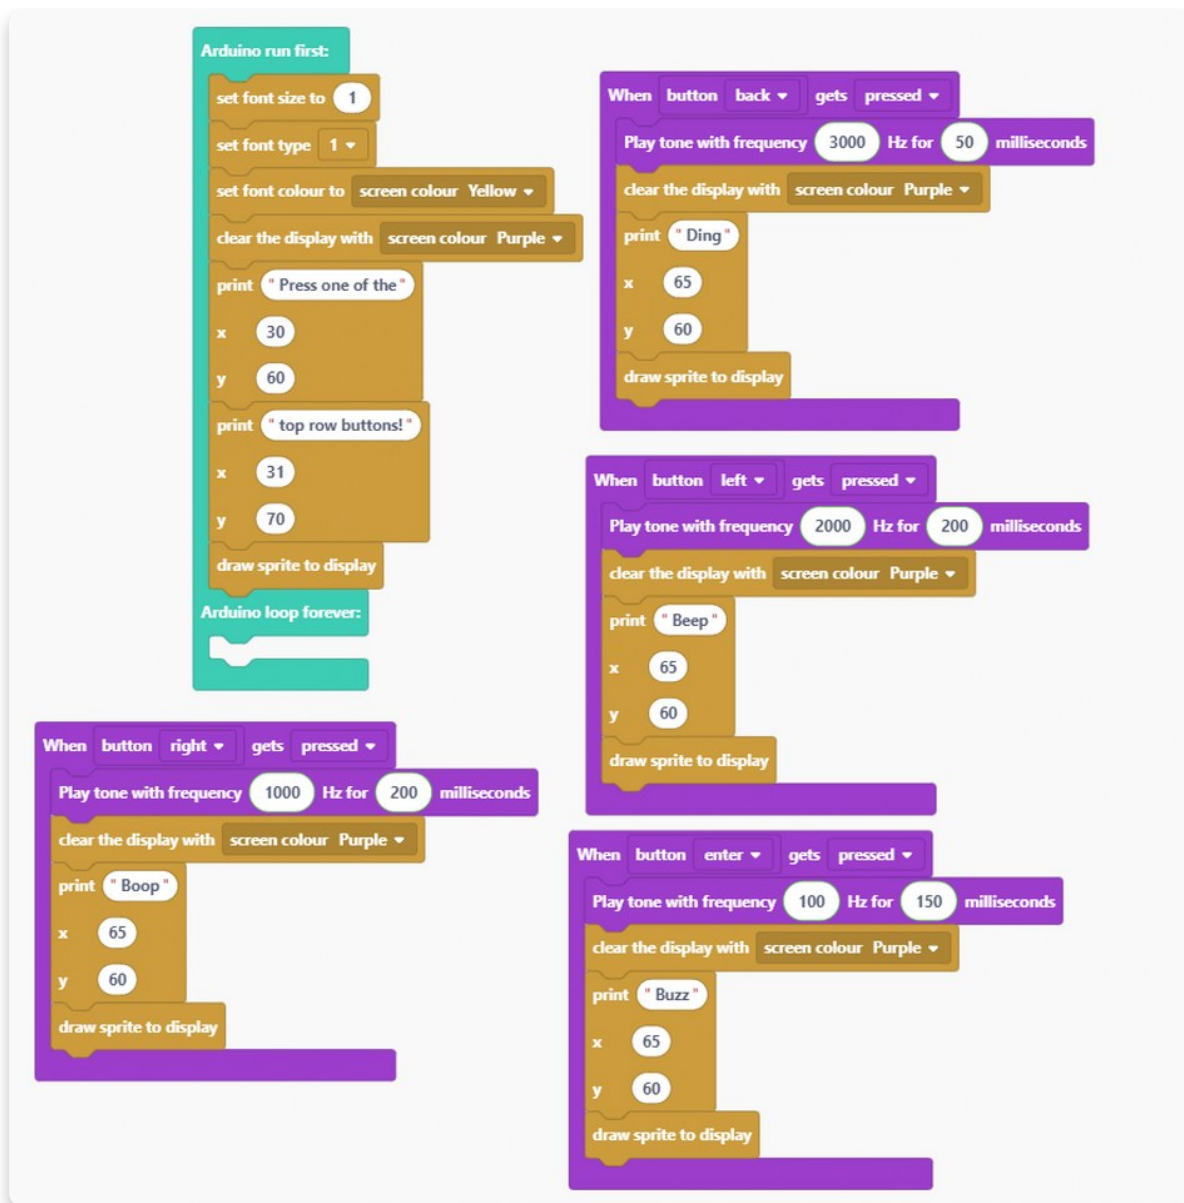 Arduino run first:
set font size to 1
set font type 1
set font colour to screen colour Yellow
clear the display with screen colour Purple
print " Press one of the "
x 30
y 60
print " top row buttons! "
x 31
y 70
draw sprite to display
Arduino loop forever:
When button back gets pressed
Play tone with frequency 3000 Hz for 50 milliseconds
clear the display with screen colour Purple
print " Ding "
x 65
y 60
draw sprite to display
When button left gets pressed
Play tone with frequency 2000 Hz for 200 milliseconds
clear the display with screen colour Purple
print " Beep "
x 65
y 60
draw sprite to display
When button right gets pressed
Play tone with frequency 1000 Hz for 200 milliseconds
clear the display with screen colour Purple
print " Boop "
x 65
y 60
draw sprite to display
When button enter gets pressed
Play tone with frequency 100 Hz for 150 milliseconds
clear the display with screen colour Purple
print " Buzz "
x 65
y 60
draw sprite to display